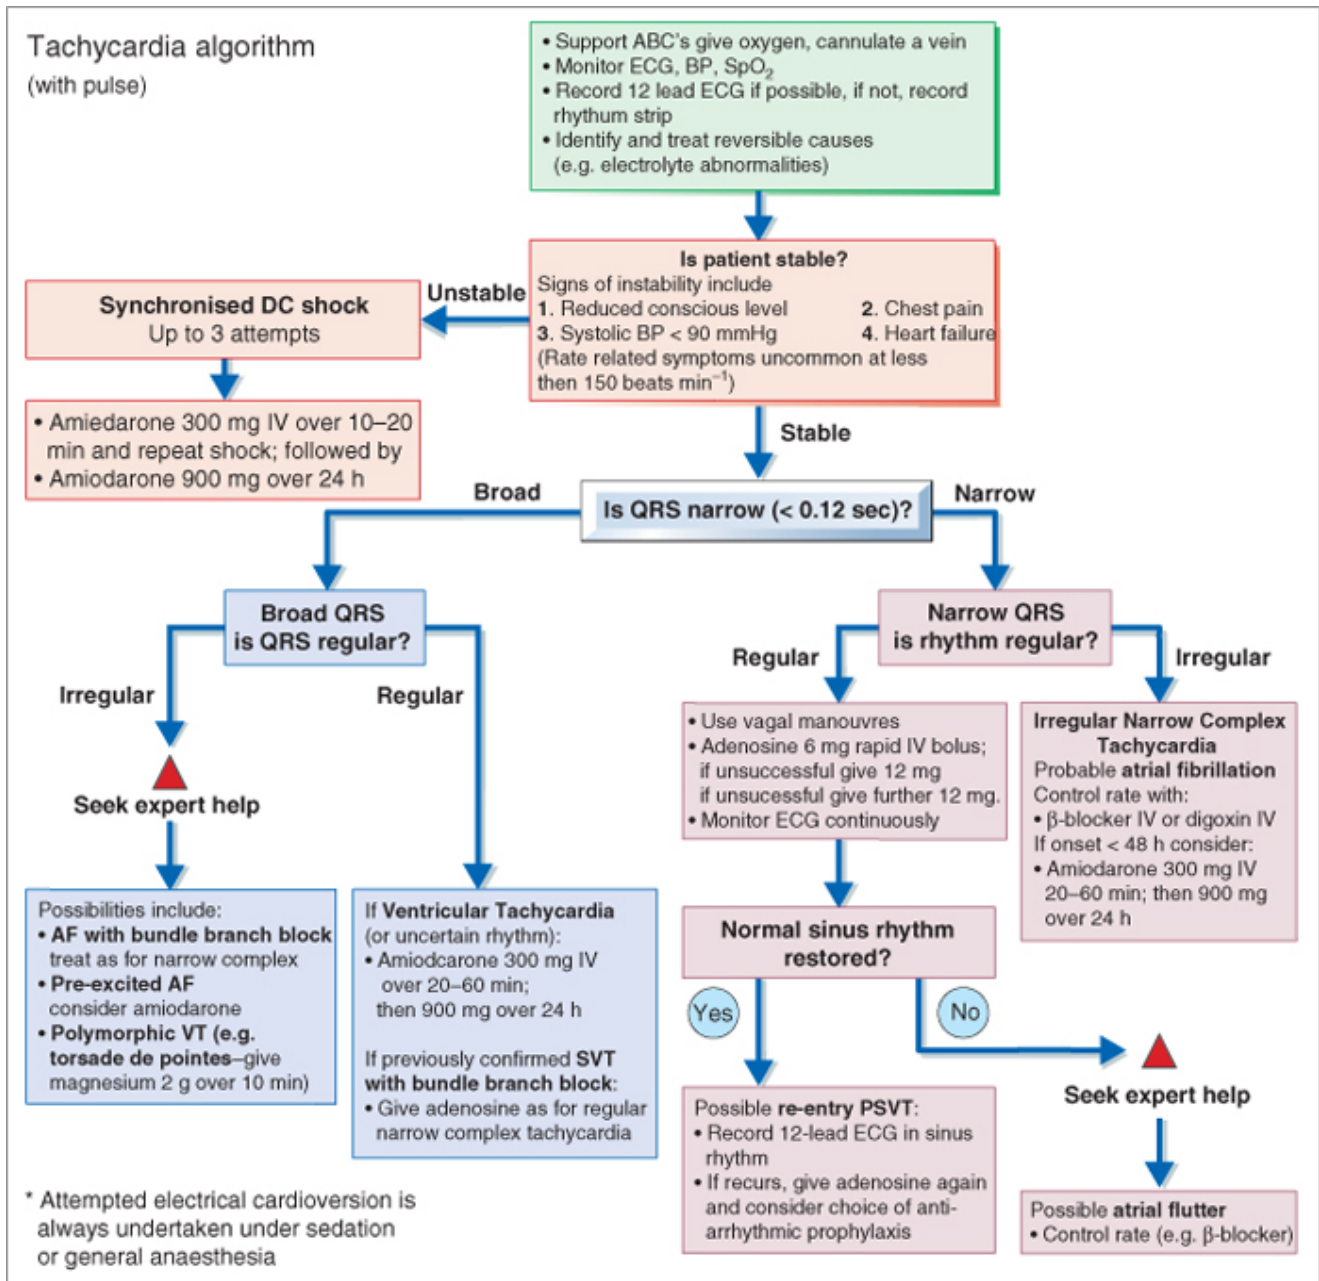 Tachycardia algorithm
(with pulse)
• Support ABC's give oxygen, cannulate a vein
• Monitor ECG, BP, SpO₂
• Record 12 lead ECG if possible, if not, record
rhythum strip
• Identify and treat reversible causes
(e.g. electrolyte abnormalities)
Is patient stable?
Signs of instability include
1. Reduced conscious level 2. Chest pain
3. Systolic BP < 90 mmHg 4. Heart failure
(Rate related symptoms uncommon at less
then 150 beats min⁻¹)
Unstable
Synchronised DC shock
Up to 3 attempts
• Amiedarone 300 mg IV over 10–20
min and repeat shock; followed by
• Amiodarone 900 mg over 24 h
Stable
Broad
Is QRS narrow (< 0.12 sec)?
Narrow
Broad QRS
is QRS regular?
Narrow QRS
is rhythm regular?
Irregular
Regular
Regular
Irregular
Seek expert help
Possibilities include:
• AF with bundle branch block
treat as for narrow complex
• Pre-excited AF
consider amiodarone
• Polymorphic VT (e.g.
torsade de pointes–give
magnesium 2 g over 10 min)
If Ventricular Tachycardia
(or uncertain rhythm):
• Amiodcarone 300 mg IV
over 20–60 min;
then 900 mg over 24 h
If previously confirmed SVT
with bundle branch block:
• Give adenosine as for regular
narrow complex tachycardia
• Use vagal manouvres
• Adenosine 6 mg rapid IV bolus;
if unsuccessful give 12 mg
if unsucessful give further 12 mg.
• Monitor ECG continuously
Irregular Narrow Complex
Tachycardia
Probable atrial fibrillation
Control rate with:
• β-blocker IV or digoxin IV
If onset < 48 h consider:
• Amiodarone 300 mg IV
20–60 min; then 900 mg
over 24 h
Normal sinus rhythm
restored?
Yes
No
Possible re-entry PSVT:
• Record 12-lead ECG in sinus
rhythm
• If recurs, give adenosine again
and consider choice of anti-
arrhythmic prophylaxis
Seek expert help
Possible atrial flutter
• Control rate (e.g. β-blocker)
* Attempted electrical cardioversion is
always undertaken under sedation
or general anaesthesia